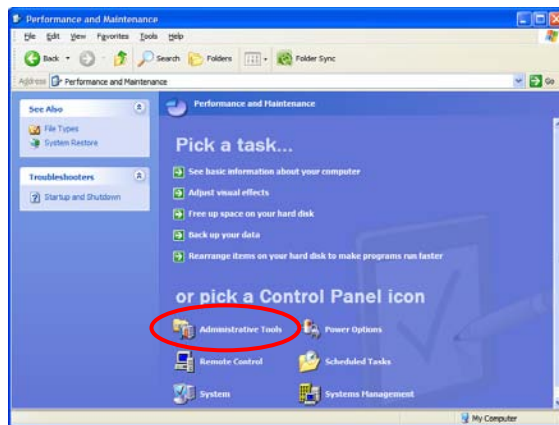 Performance and Maintenance
File Edit View Favorites Tools Help
Back Search Folders Folder Sync
Address Performance and Maintenance Go
See Also
File Types
System Restore
Troubleshooters
Startup and Shutdown
Performance and Maintenance
Pick a task...
See basic information about your computer
Adjust visual effects
Free up space on your hard disk
Back up your data
Rearrange items on your hard disk to make programs run faster
or pick a Control Panel icon
Administrative Tools Power Options
Remote Control Scheduled Tasks
System Systems Management
My Computer